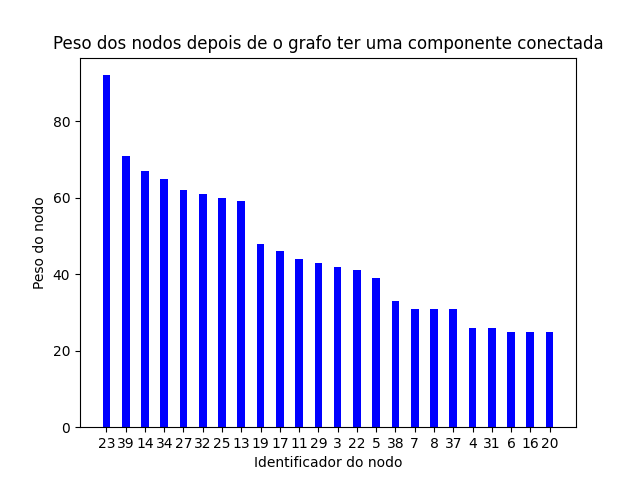 Peso dos nodos depois de o grafo ter uma componente conectada
Peso do nodo
80
60
40
20
0
23 39 14 34 27 32 25 13 19 17 11 29 3 22 5 38 7 8 37 4 31 6 16 20
Identificador do nodo